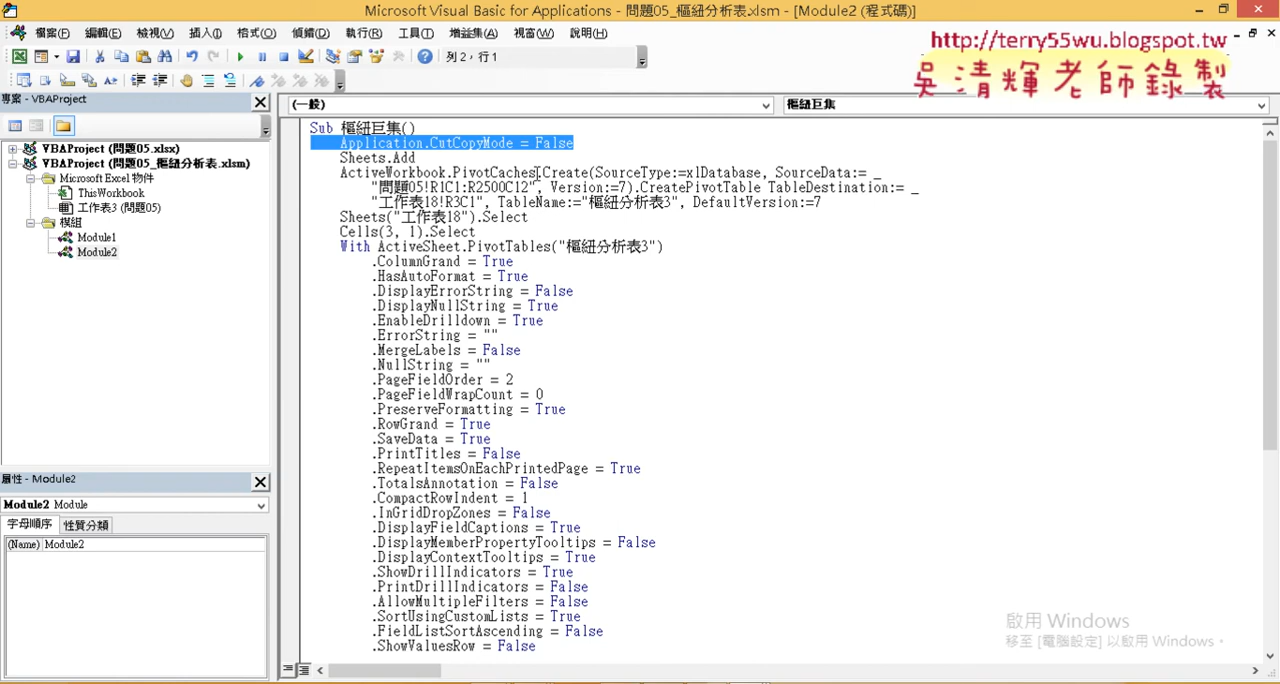 Microsoft Visual Basic for Applications - 問題05_樞紐分析表.xlsm - [Module2 (程式碼)]
檔案(F) 編輯(E) 檢視(V) 插入(I) 格式(O) 偵錯(D) 執行(R) 工具(T) 增益集(A) 視窗(W) 說明(H)
http://terry55wu.blogspot.tw
吳清輝老師錄製
列 2，行 1
專案 - VBAProject
(一般)
樞紐巨集
VBAProject (問題05.xlsx)
VBAProject (問題05_樞紐分析表.xlsm)
Microsoft Excel 物件
ThisWorkbook
工作表3 (問題05)
模組
Module1
Module2
屬性 - Module2
Module2 Module
字母順序 性質分類
(Name) Module2
Sub 樞紐巨集()
Application.CutCopyMode = False
Sheets.Add
ActiveWorkbook.PivotCaches.Create(SourceType:=xlDatabase, SourceData:= _
"問題05!R1C1:R2500C12", Version:=7).CreatePivotTable TableDestination:= _
"工作表18!R3C1", TableName:="樞紐分析表3", DefaultVersion:=7
Sheets("工作表18").Select
Cells(3, 1).Select
With ActiveSheet.PivotTables("樞紐分析表3")
.ColumnGrand = True
.HasAutoFormat = True
.DisplayErrorString = False
.DisplayNullString = True
.EnableDrilldown = True
.ErrorString = ""
.MergeLabels = False
.NullString = ""
.PageFieldOrder = 2
.PageFieldWrapCount = 0
.PreserveFormatting = True
.RowGrand = True
.SaveData = True
.PrintTitles = False
.RepeatItemsOnEachPrintedPage = True
.TotalsAnnotation = False
.CompactRowIndent = 1
.InGridDropZones = False
.DisplayFieldCaptions = True
.DisplayMemberPropertyTooltips = False
.DisplayContextTooltips = True
.ShowDrillIndicators = True
.PrintDrillIndicators = False
.AllowMultipleFilters = False
.SortUsingCustomLists = True
.FieldListSortAscending = False
.ShowValuesRow = False
啟用 Windows
移至 [電腦設定] 以啟用 Windows。